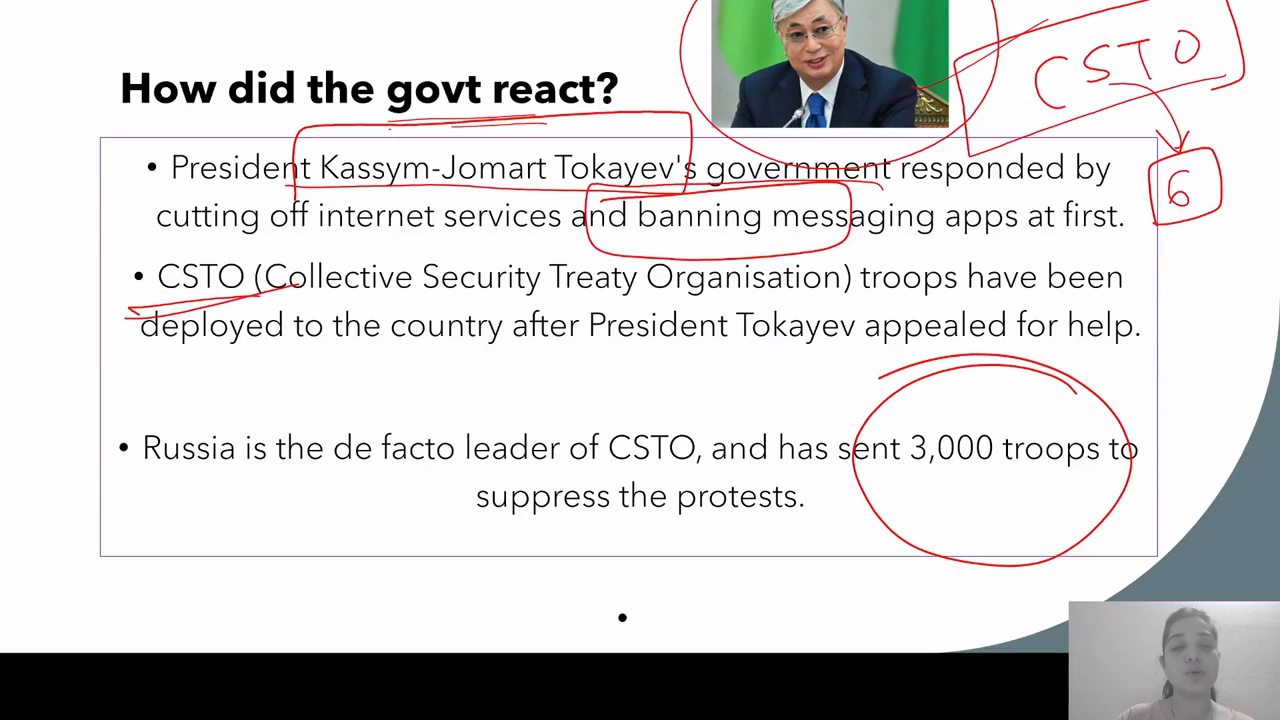 How did the govt react?
CSTO
6
• President Kassym-Jomart Tokayev's government responded by
cutting off internet services and banning messaging apps at first.
• CSTO (Collective Security Treaty Organisation) troops have been
deployed to the country after President Tokayev appealed for help.
• Russia is the de facto leader of CSTO, and has sent 3,000 troops to
suppress the protests.
•